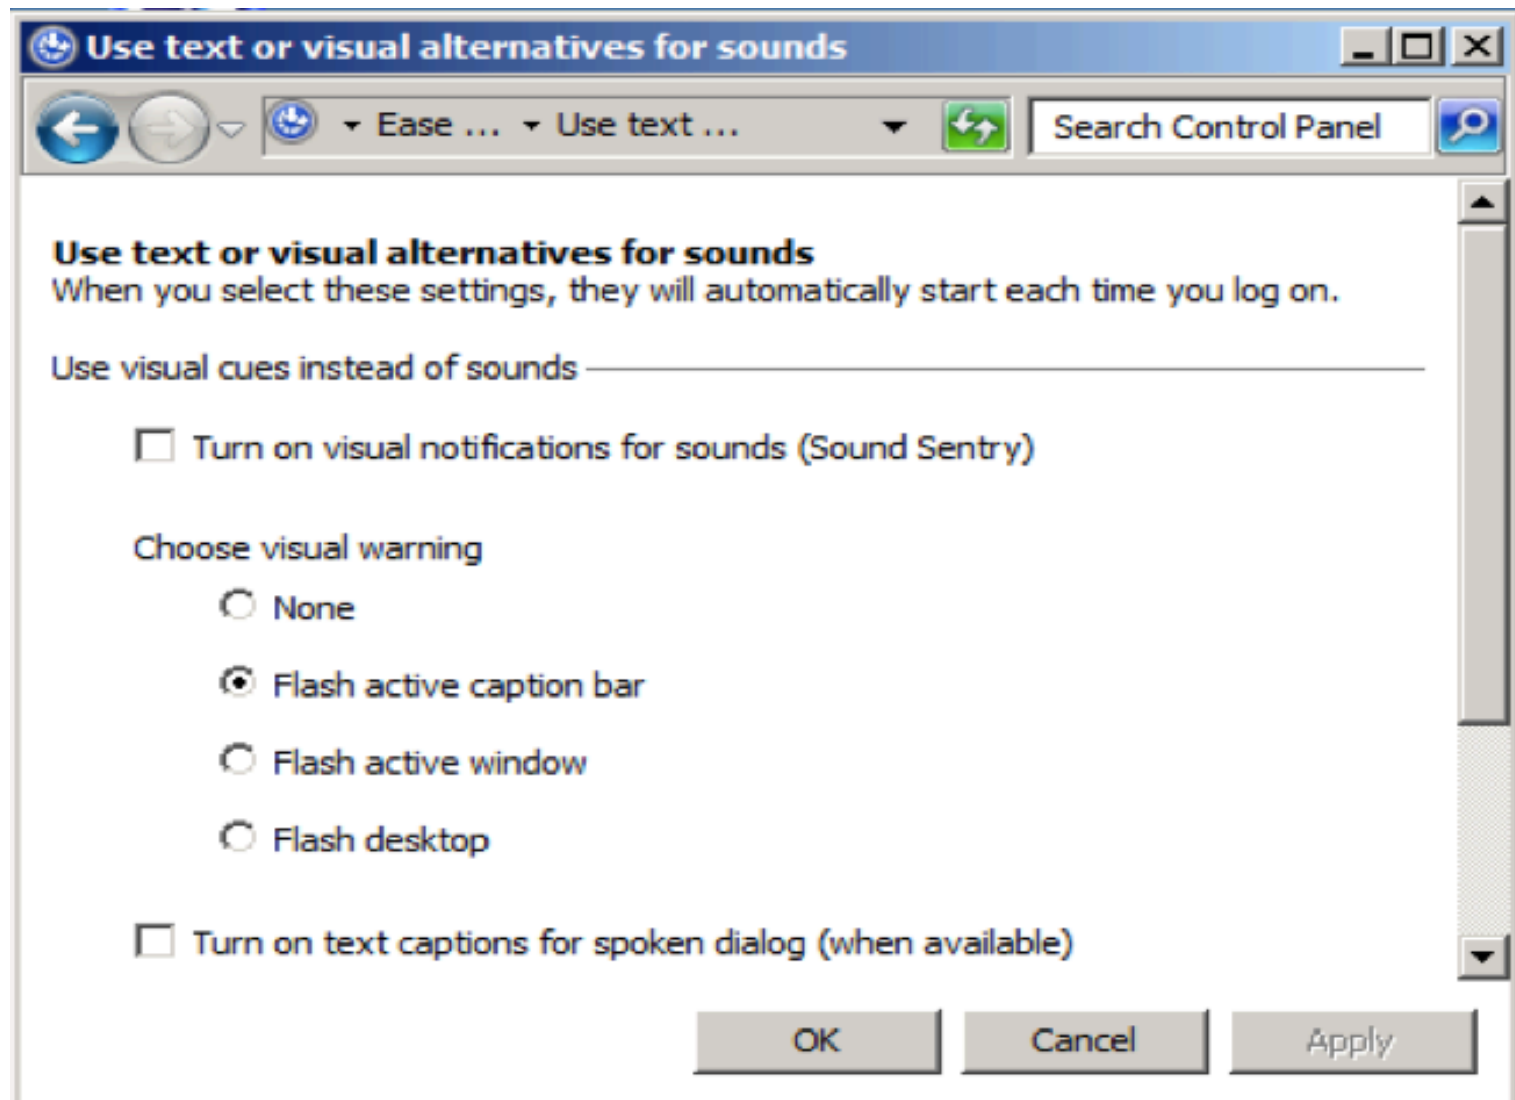 Use text or visual alternatives for sounds
Ease ... Use text ... Search Control Panel
Use text or visual alternatives for sounds
When you select these settings, they will automatically start each time you log on.
Use visual cues instead of sounds
Turn on visual notifications for sounds (Sound Sentry)
Choose visual warning
None
Flash active caption bar
Flash active window
Flash desktop
Turn on text captions for spoken dialog (when available)
OK Cancel Apply